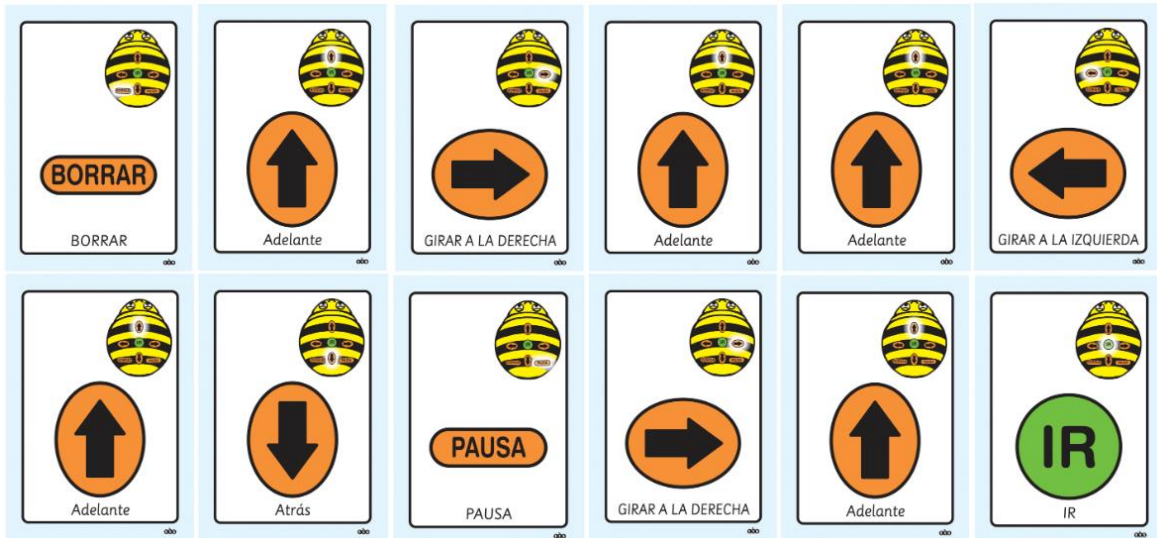 BORRAR
BORRAR
Adelante
GIRAR A LA DERECHA
Adelante
Adelante
GIRAR A LA IZQUIERDA
Adelante
Atrás
PAUSA
PAUSA
GIRAR A LA DERECHA
Adelante
IR
IR